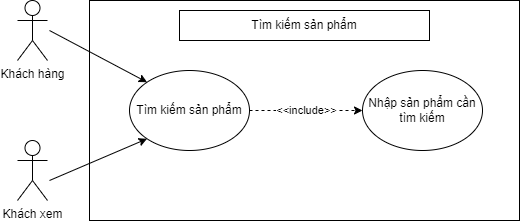 Tìm kiếm sản phẩm
Khách hàng
Tìm kiếm sản phẩm
<<include>>
Nhập sản phẩm cần
tìm kiếm
Khách xem